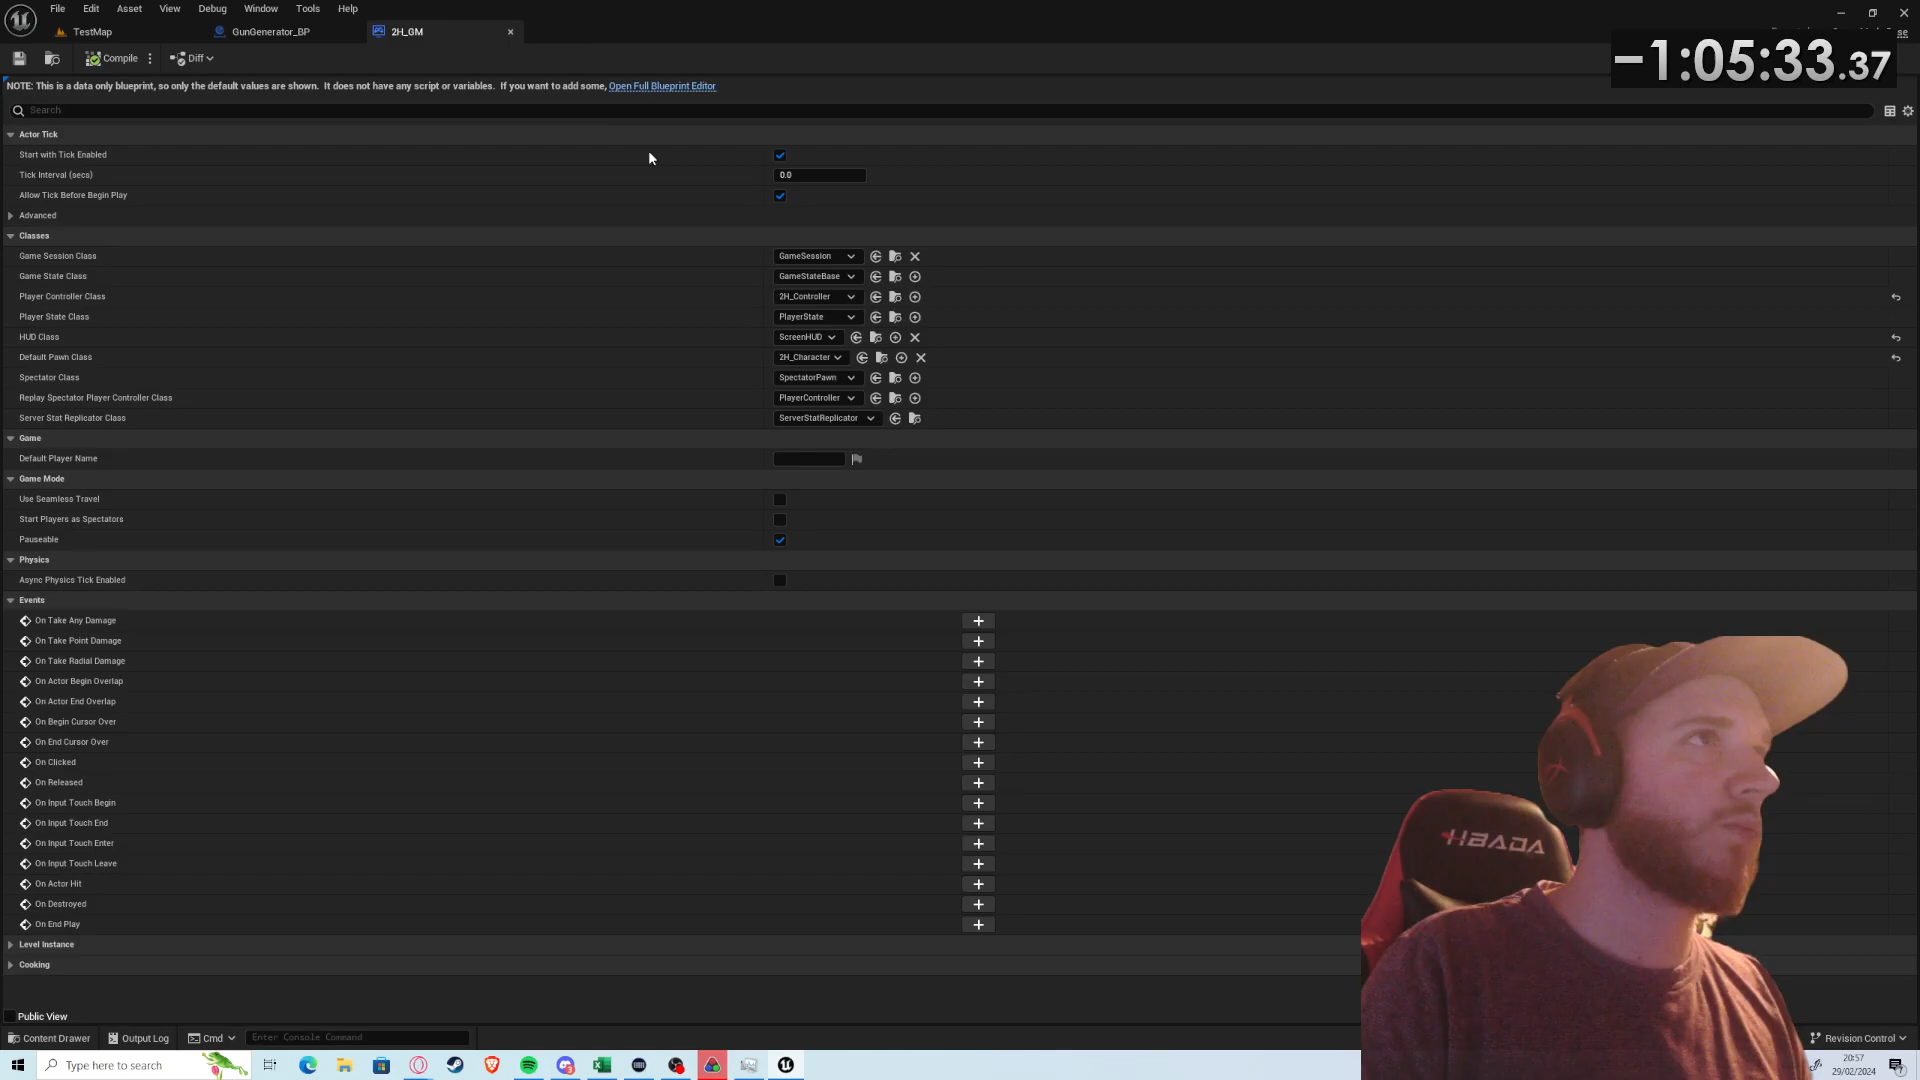 File Edit Asset View Debug Window Tools Help
TestMap GunGenerator_BP 2H_GM
Compile Diff
-1:05:33.37
NOTE: This is a data only blueprint, so only the default values are shown. It does not have any script or variables. If you want to add some, Open Full Blueprint Editor
Search
Actor Tick
Start with Tick Enabled
Tick Interval (secs) 0.0
Allow Tick Before Begin Play
Advanced
Classes
Game Session Class GameSession
Game State Class GameStateBase
Player Controller Class 2H_Controller
Player State Class PlayerState
HUD Class ScreenHUD
Default Pawn Class 2H_Character
Spectator Class SpectatorPawn
Replay Spectator Player Controller Class PlayerController
Server Stat Replicator Class ServerStatReplicator
Game
Default Player Name
Game Mode
Use Seamless Travel
Start Players as Spectators
Pauseable
Physics
Async Physics Tick Enabled
Events
On Take Any Damage
On Take Point Damage
On Take Radial Damage
On Actor Begin Overlap
On Actor End Overlap
On Begin Cursor Over
On End Cursor Over
On Clicked
On Released
On Input Touch Begin
On Input Touch End
On Input Touch Enter
On Input Touch Leave
On Actor Hit
On Destroyed
On End Play
Level Instance
Cooking
HBADA
Public View
Content Drawer Output Log Cmd Enter Console Command Revision Control
Type here to search
20:57
29/02/2024